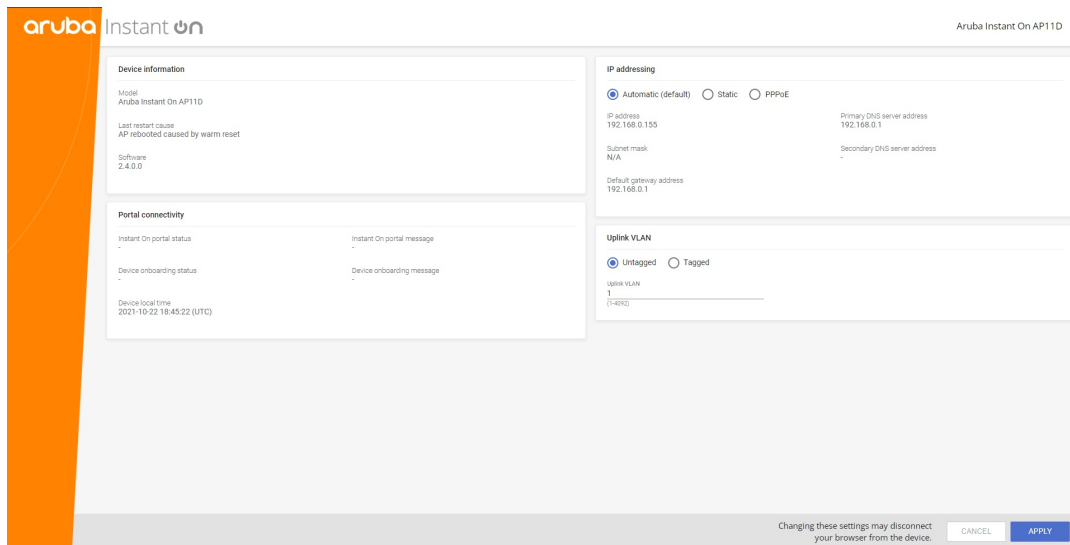 aruba Instant On
Aruba Instant On AP11D
Device information
Model
Aruba Instant On AP11D
Last restart cause
AP rebooted caused by warm reset
Software
2.4.0.0
Portal connectivity
Instant On portal status
-
Instant On portal message
-
Device onboarding status
-
Device onboarding message
-
Device local time
2021-10-22 18:45:22 (UTC)
IP addressing
Automatic (default) Static PPPoE
IP address
192.168.0.155
Primary DNS server address
192.168.0.1
Subnet mask
N/A
Secondary DNS server address
-
Default gateway address
192.168.0.1
Uplink VLAN
Untagged Tagged
Uplink VLAN
1
(1-4092)
Changing these settings may disconnect
your browser from the device.
CANCEL
APPLY